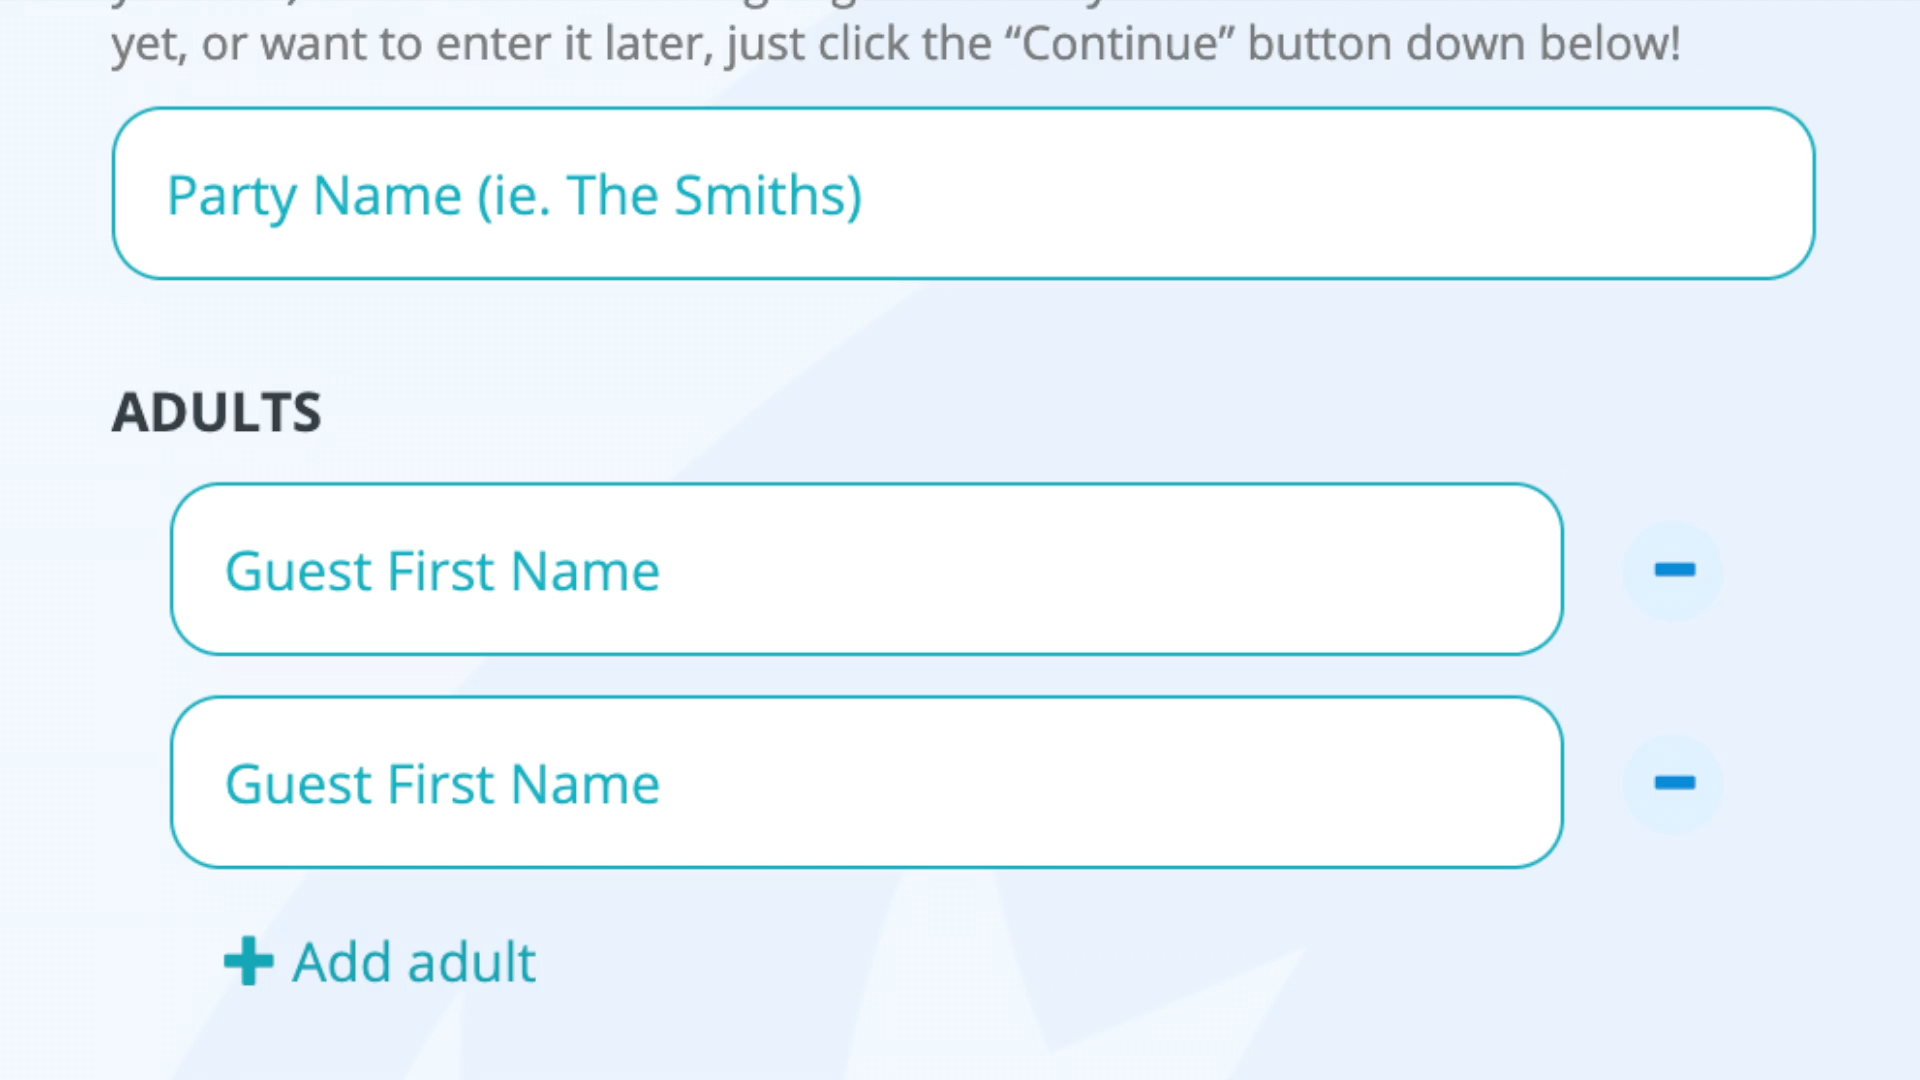 yet, or want to enter it later, just click the “Continue” button down below!
Party Name (ie. The Smiths)
ADULTS
Guest First Name
Guest First Name
Add adult